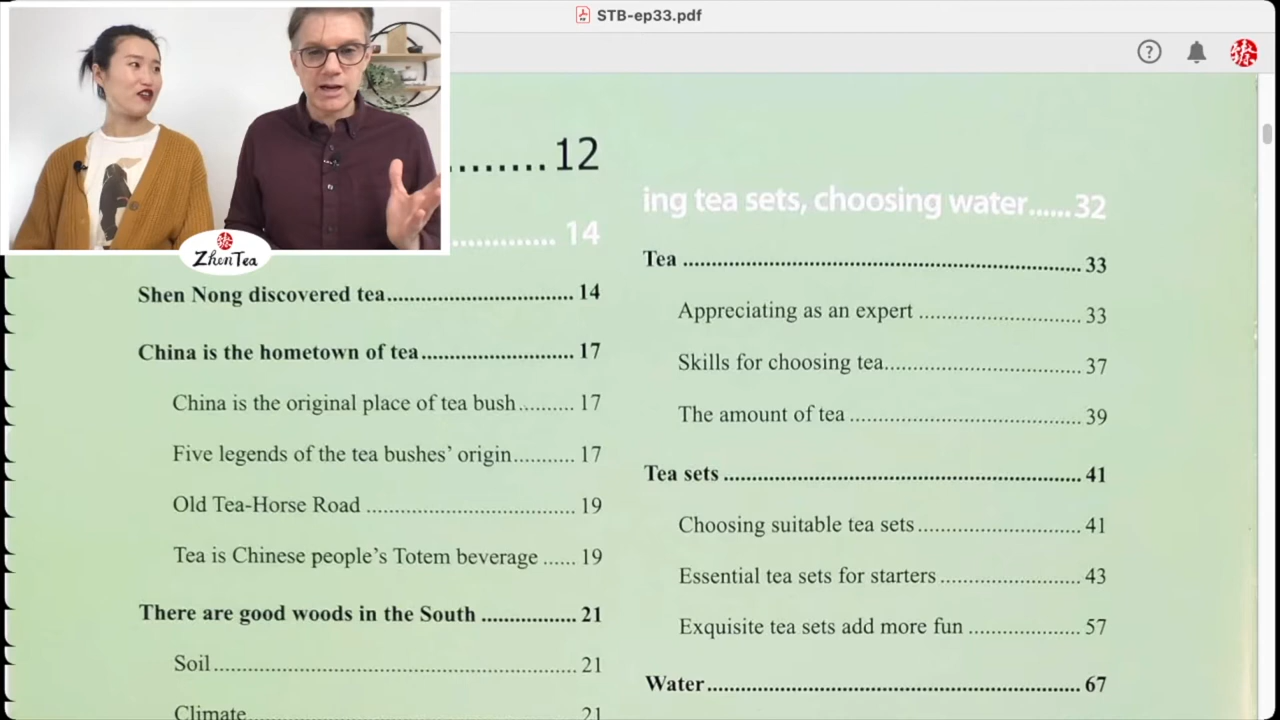 STB-ep33.pdf
?
ZhenTea
........12
.............. 14
Shen Nong discovered tea................................ 14
China is the hometown of tea.......................... 17
China is the original place of tea bush.......... 17
Five legends of the tea bushes’ origin........... 17
Old Tea-Horse Road .................................... 19
Tea is Chinese people’s Totem beverage ...... 19
There are good woods in the South ................ 21
Soil.............................................................. 21
Climate........................................................ 21
ing tea sets, choosing water......32
Tea .................................................................... 33
Appreciating as an expert ............................ 33
Skills for choosing tea.................................. 37
The amount of tea ........................................ 39
Tea sets ............................................................. 41
Choosing suitable tea sets............................ 41
Essential tea sets for starters ........................ 43
Exquisite tea sets add more fun ................... 57
Water................................................................ 67